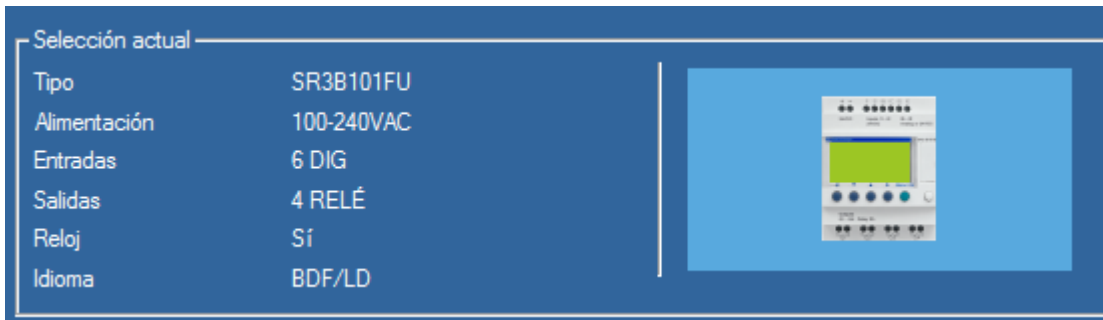 Selección actual
Tipo SR3B101FU
Alimentación 100-240VAC
Entradas 6 DIG
Salidas 4 RELÉ
Reloj Sí
Idioma BDF/LD